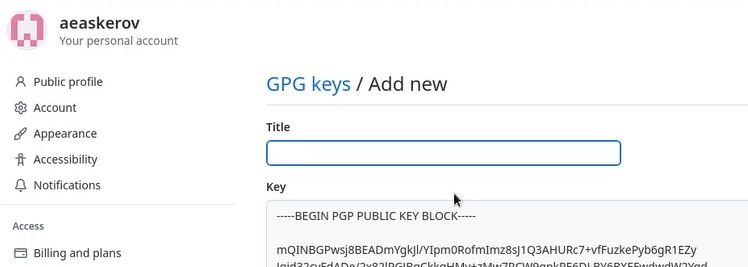 aeaskerov
Your personal account
Public profile
Account
Appearance
Accessibility
Notifications
Access
Billing and plans
GPG keys / Add new
Title
Key
-----BEGIN PGP PUBLIC KEY BLOCK-----
mQINBGPwsj8BEADmYgkJl/YIpm0RofmImz8sJ1Q3AHURc7+vfFuzkePyb6gR1EZy